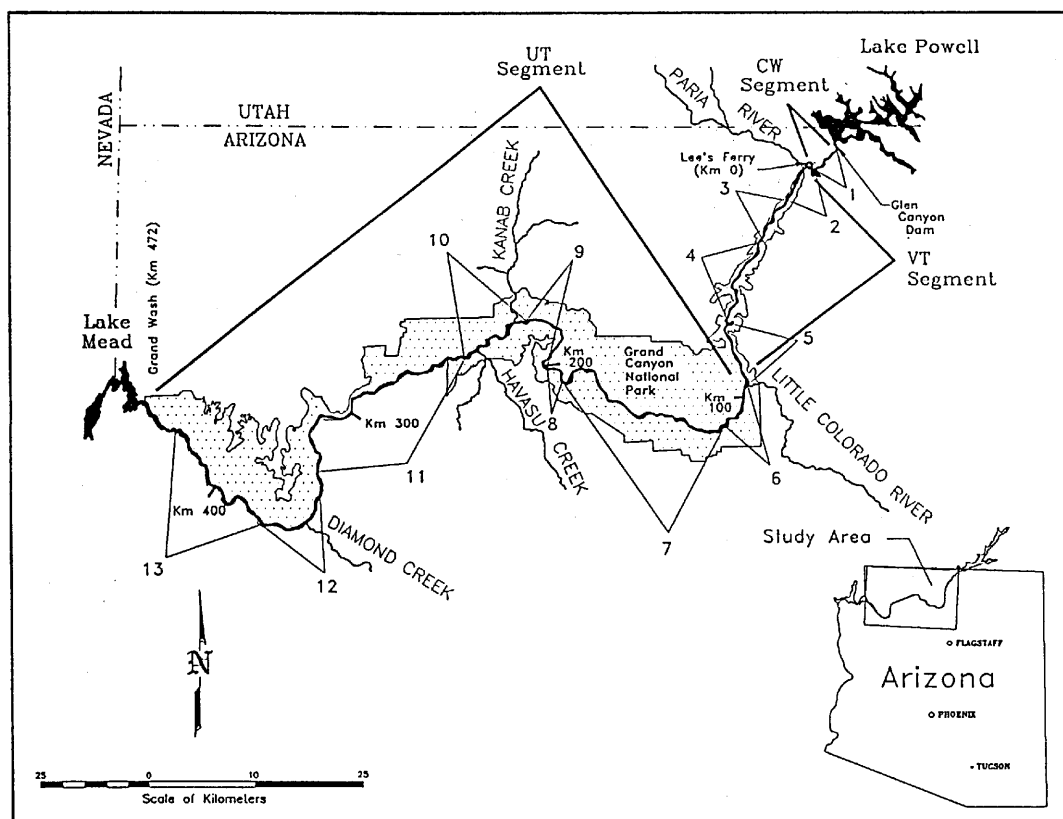 UT
Segment
Lake Powell
CW
Segment
PARIA
RIVER
NEVADA
UTAH
ARIZONA
Lee's Ferry
(Km 0)
1
Glen
Canyon
Dam
2
3
KANAB CREEK
4
VT
Segment
10
9
Grand Wash (Km 472)
Lake
Mead
5
Km
200
Grand
Canyon
National
Park
Km
100
LITTLE COLORADO RIVER
HAVASU CREEK
8
Km 300
6
11
Km 400
DIAMOND CREEK
7
13
12
Study Area
N
FLAGSTAFF
Arizona
PHOENIX
TUCSON
25 0 10 25
Scale of Kilometers